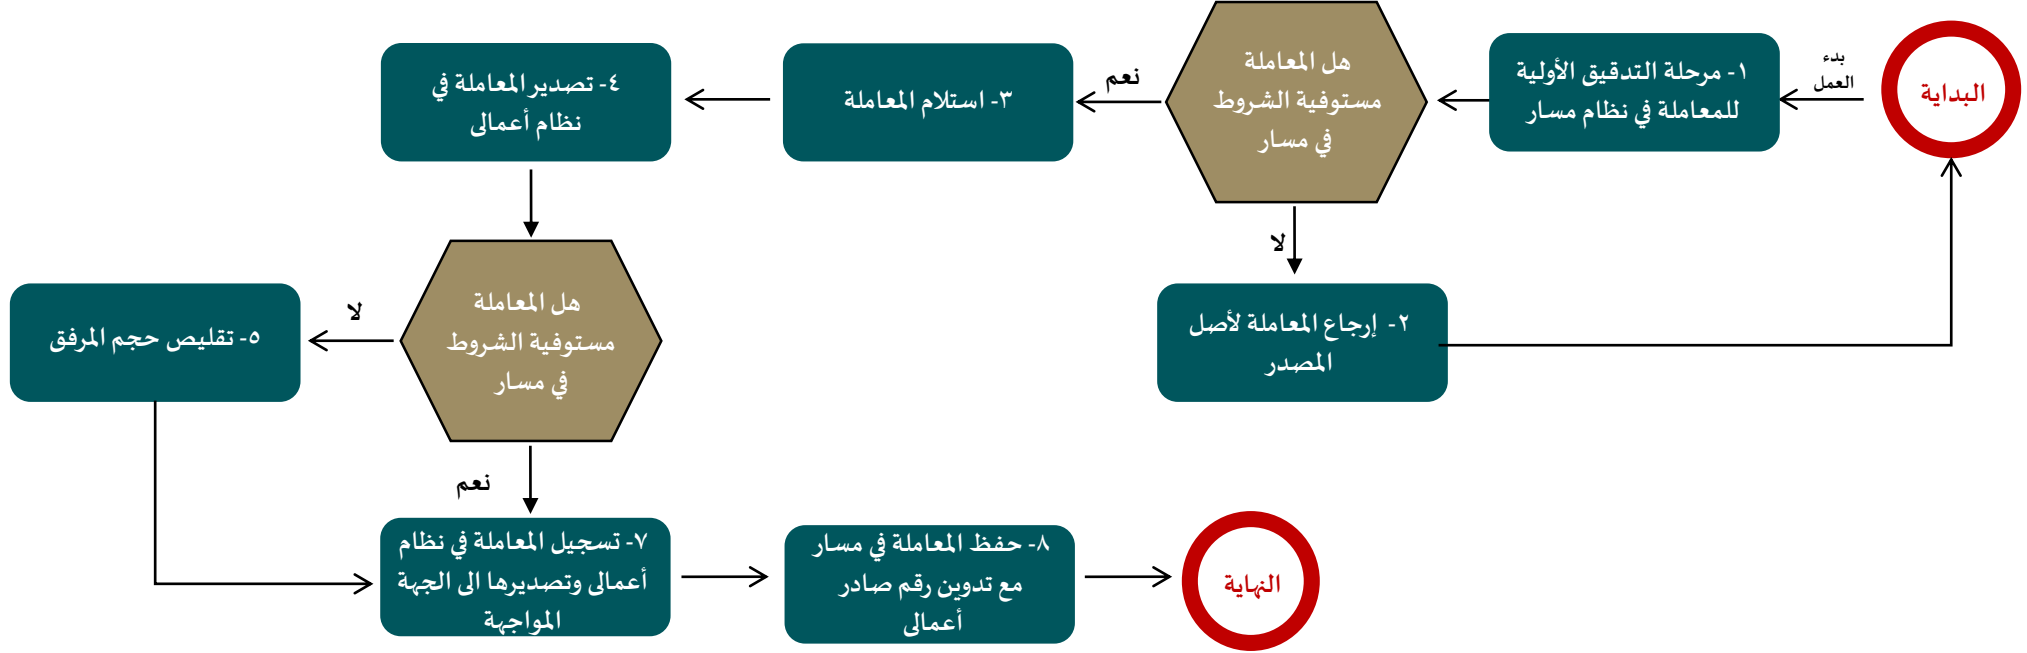 البداية
بدء
العمل
١- مرحلة التدقيق الأولية
للمعاملة في نظام مسار
هل المعاملة
مستوفية الشروط
في مسار
نعم
لا
٢- إرجاع المعاملة لأصل
المصدر
٣- استلام المعاملة
٤- تصدير المعاملة في
نظام أعمالى
هل المعاملة
مستوفية الشروط
في مسار
لا
٥- تقليص حجم المرفق
نعم
٧- تسجيل المعاملة في نظام
أعمالى وتصديرها الى الجهة
المواجهة
٨- حفظ المعاملة في مسار
مع تدوين رقم صادر
أعمالى
النهاية